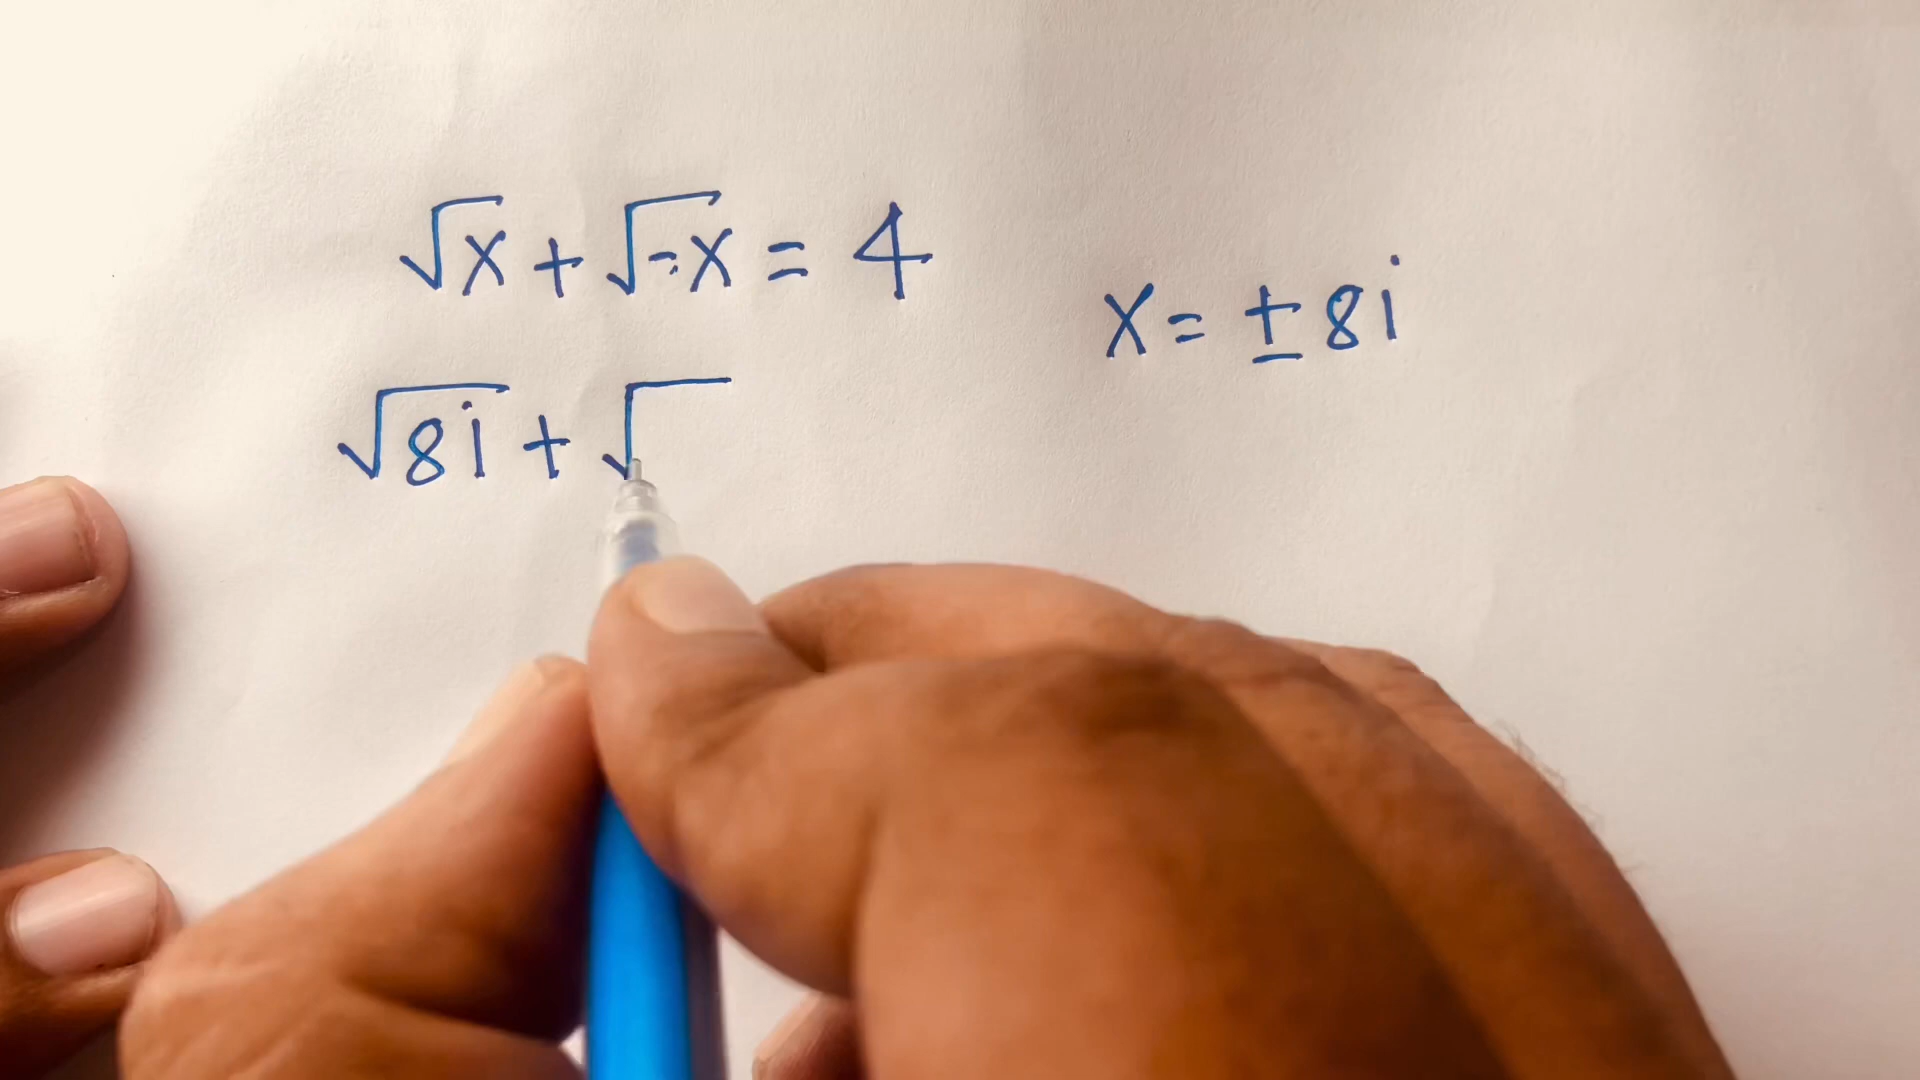 √x + √-x = 4
x = ± 8i
√8i + √